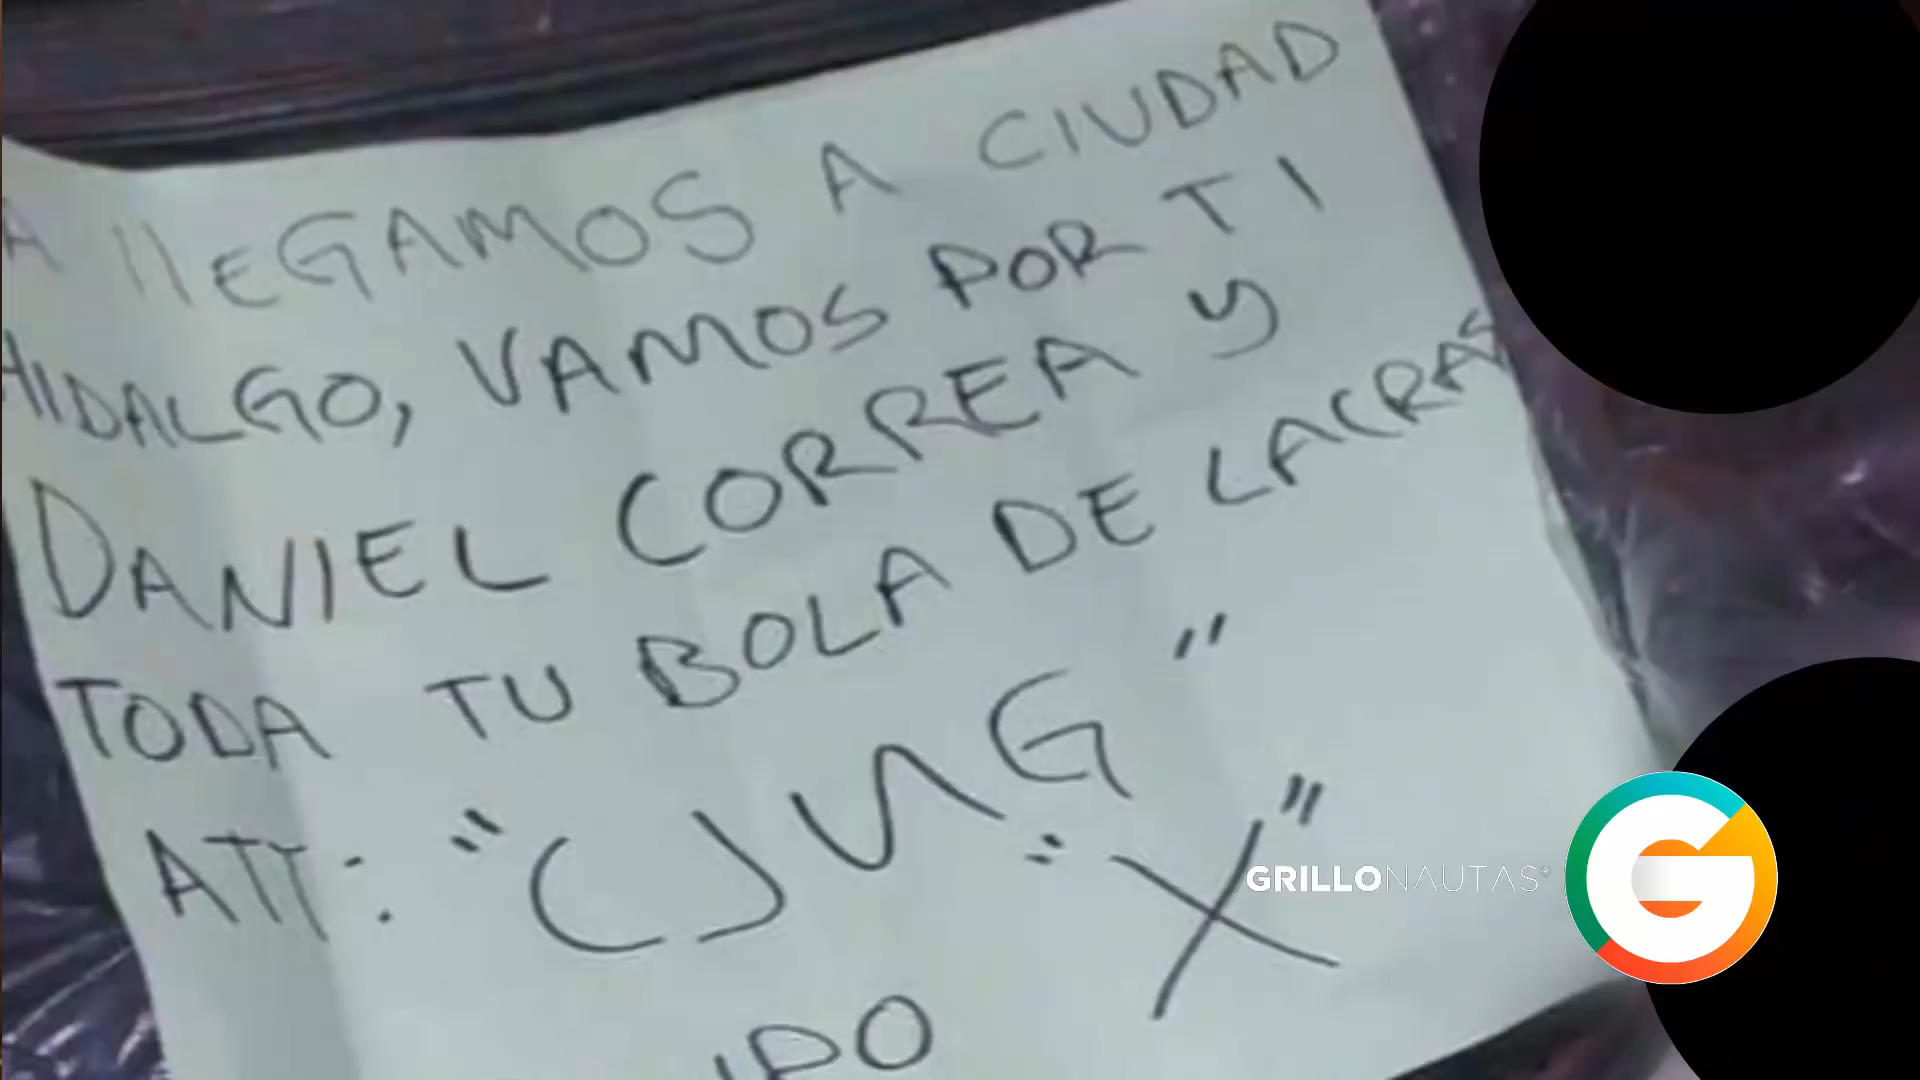 A llEGAMOS A CIUDAD
HIDALGO, VAMOS POR TI
DANIEL CORREA Y
TODA TU BOLA DE LACRAS
ATT: "CJNG"
"X"
GRILLONAUTAS®